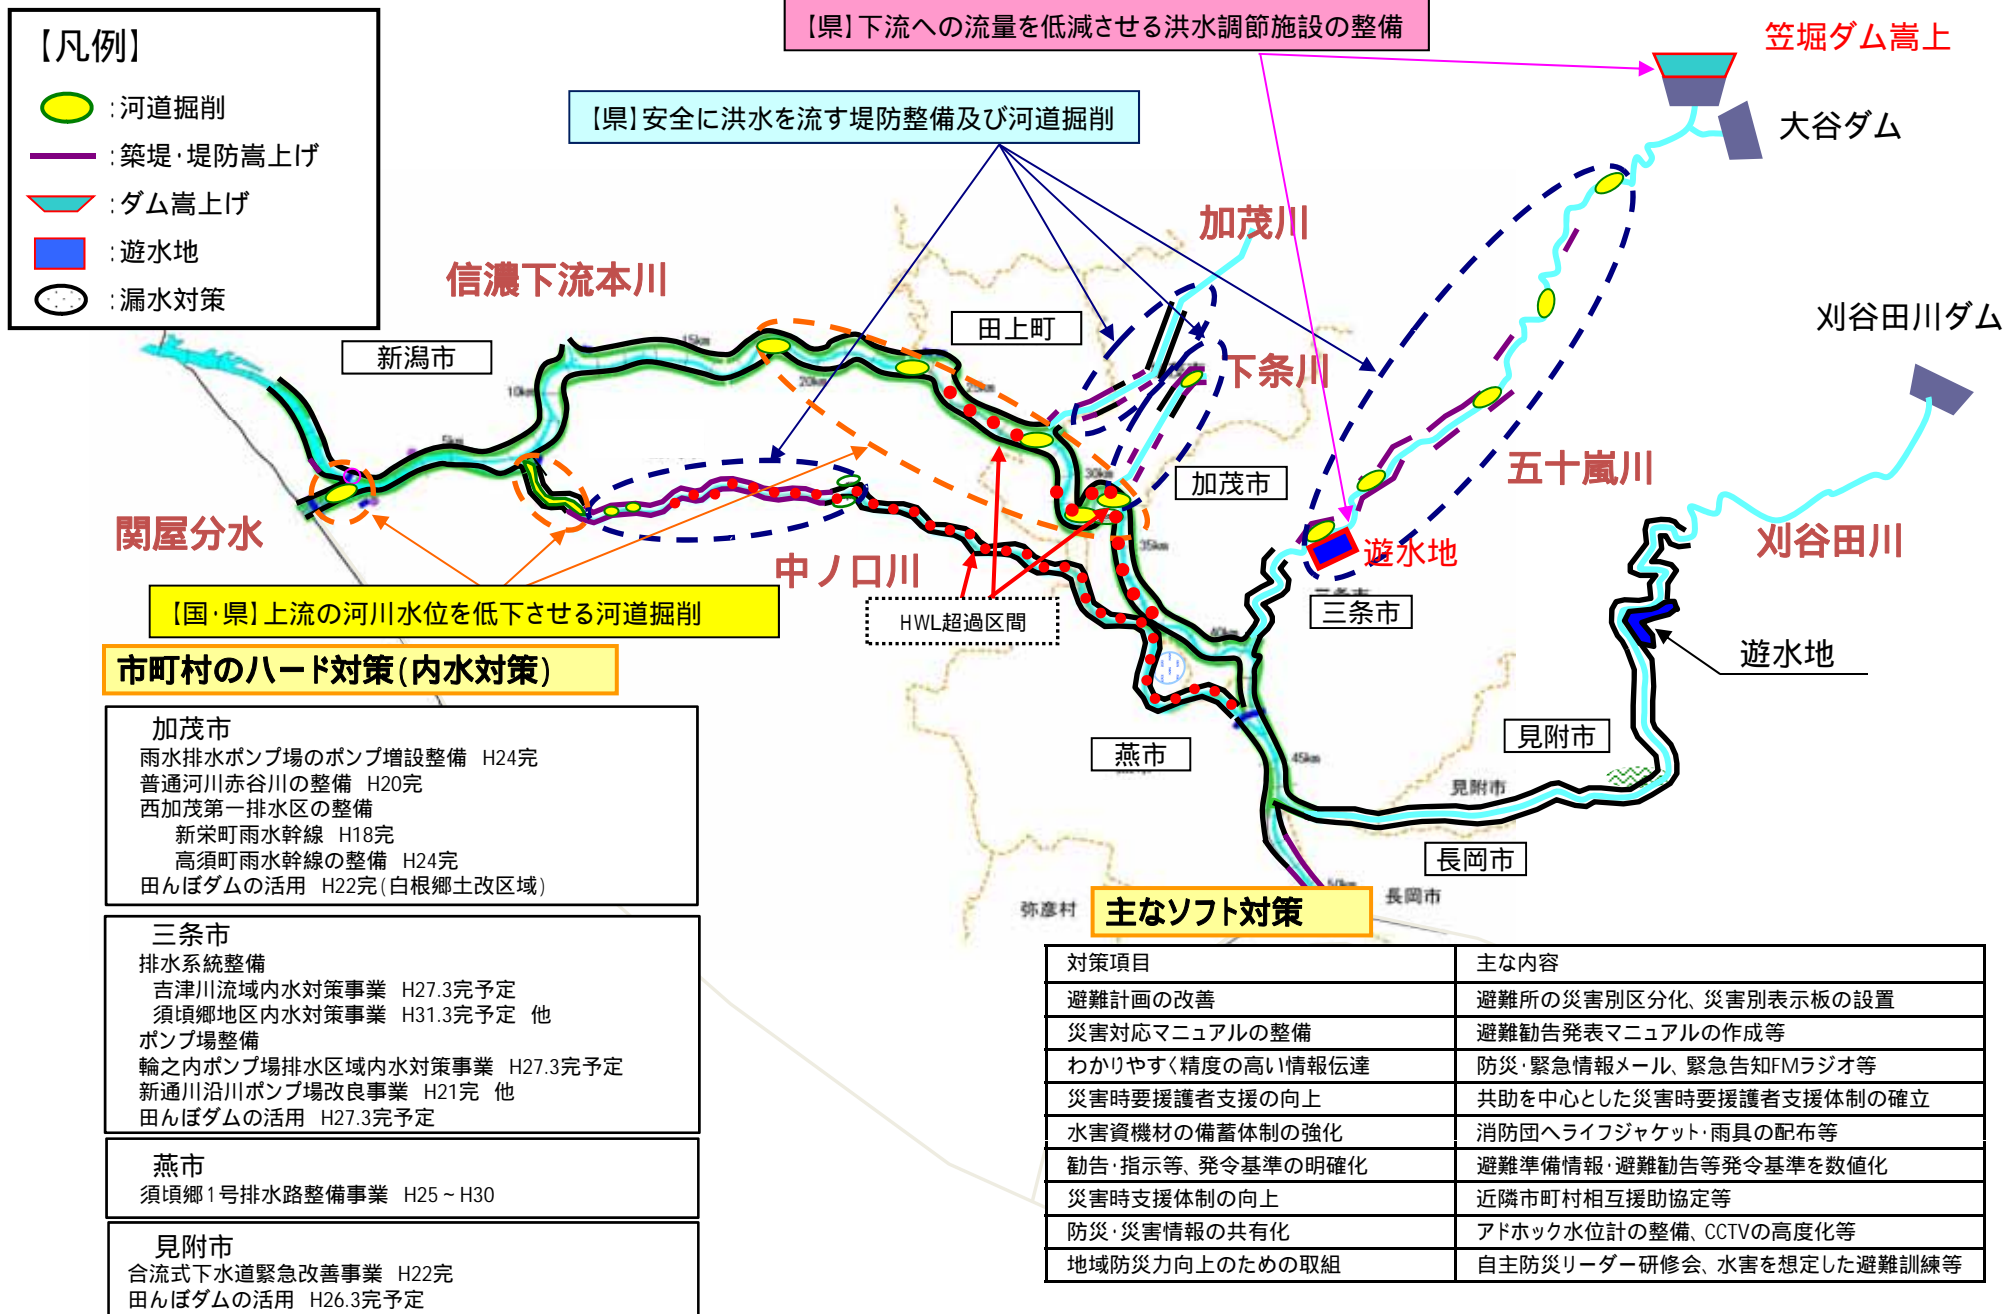 【凡例】
:河道掘削
:築堤・堤防嵩上げ
:ダム嵩上げ
:遊水地
:漏水対策
【県】下流への流量を低減させる洪水調節施設の整備
【県】安全に洪水を流す堤防整備及び河道掘削
笠堀ダム嵩上
大谷ダム
刈谷田川ダム
加茂川
信濃下流本川
田上町
新潟市
下条川
15km
20km
25km
10km
5km
30km
加茂市
五十嵐川
関屋分水
中ノ口川
35km
遊水地
刈谷田川
【国・県】上流の河川水位を低下させる河道掘削
HWL超過区間
三条市
40km
遊水地
燕市
見附市
45km
見附市
長岡市
50km
長岡市
弥彦村
市町村のハード対策(内水対策)
加茂市
雨水排水ポンプ場のポンプ増設整備 H24完
普通河川赤谷川の整備 H20完
西加茂第一排水区の整備
新栄町雨水幹線 H18完
高須町雨水幹線の整備 H24完
田んぼダムの活用 H22完(白根郷土改区域)
三条市
排水系統整備
吉津川流域内水対策事業 H27.3完予定
須頃郷地区内水対策事業 H31.3完予定 他
ポンプ場整備
輪之内ポンプ場排水区域内水対策事業 H27.3完予定
新通川沿川ポンプ場改良事業 H21完 他
田んぼダムの活用 H27.3完予定
燕市
須頃郷1号排水路整備事業 H25~H30
見附市
合流式下水道緊急改善事業 H22完
田んぼダムの活用 H26.3完予定
主なソフト対策
対策項目 主な内容
避難計画の改善 避難所の災害別区分化、災害別表示板の設置
災害対応マニュアルの整備 避難勧告発表マニュアルの作成等
わかりやすく精度の高い情報伝達 防災・緊急情報メール、緊急告知FMラジオ等
災害時要援護者支援の向上 共助を中心とした災害時要援護者支援体制の確立
水害資機材の備蓄体制の強化 消防団へライフジャケット・雨具の配布等
勧告・指示等、発令基準の明確化 避難準備情報・避難勧告等発令基準を数値化
災害時支援体制の向上 近隣市町村相互援助協定等
防災・災害情報の共有化 アドホック水位計の整備、CCTVの高度化等
地域防災力向上のための取組 自主防災リーダー研修会、水害を想定した避難訓練等